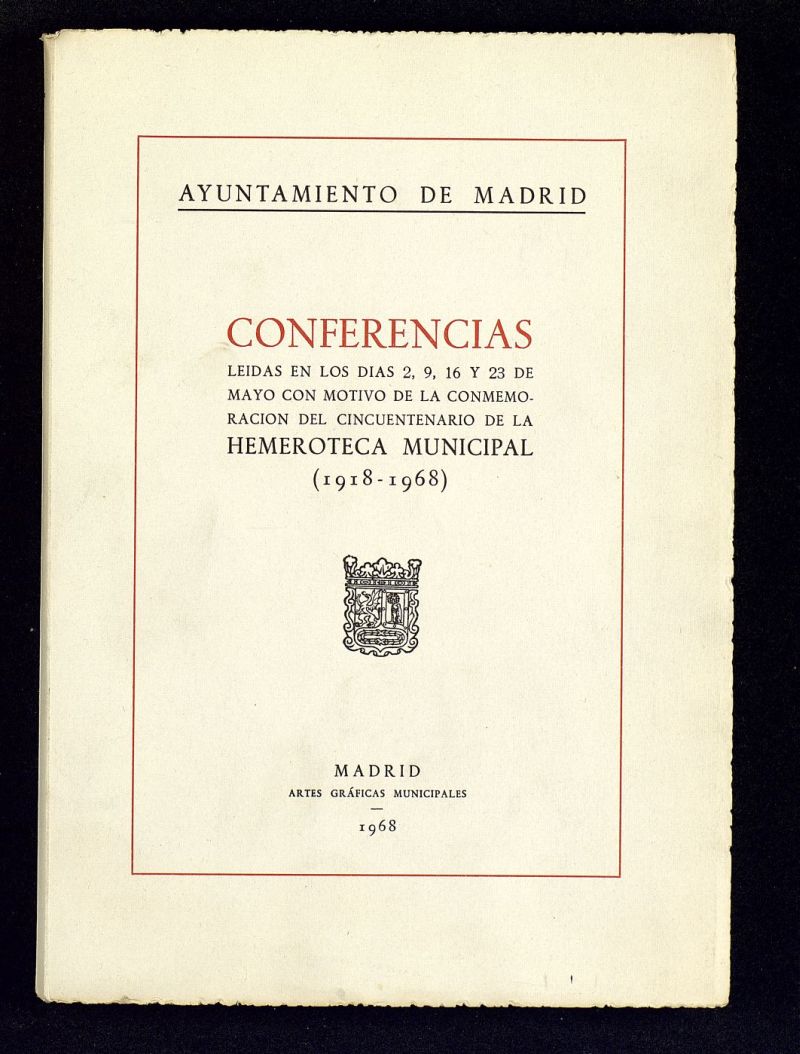 AYUNTAMIENTO DE MADRID
CONFERENCIAS
LEIDAS EN LOS DIAS 2, 9, 16 Y 23 DE
MAYO CON MOTIVO DE LA CONMEMO-
RACION DEL CINCUENTENARIO DE LA
HEMEROTECA MUNICIPAL
(1918-1968)
MADRID
ARTES GRÁFICAS MUNICIPALES
—
1968